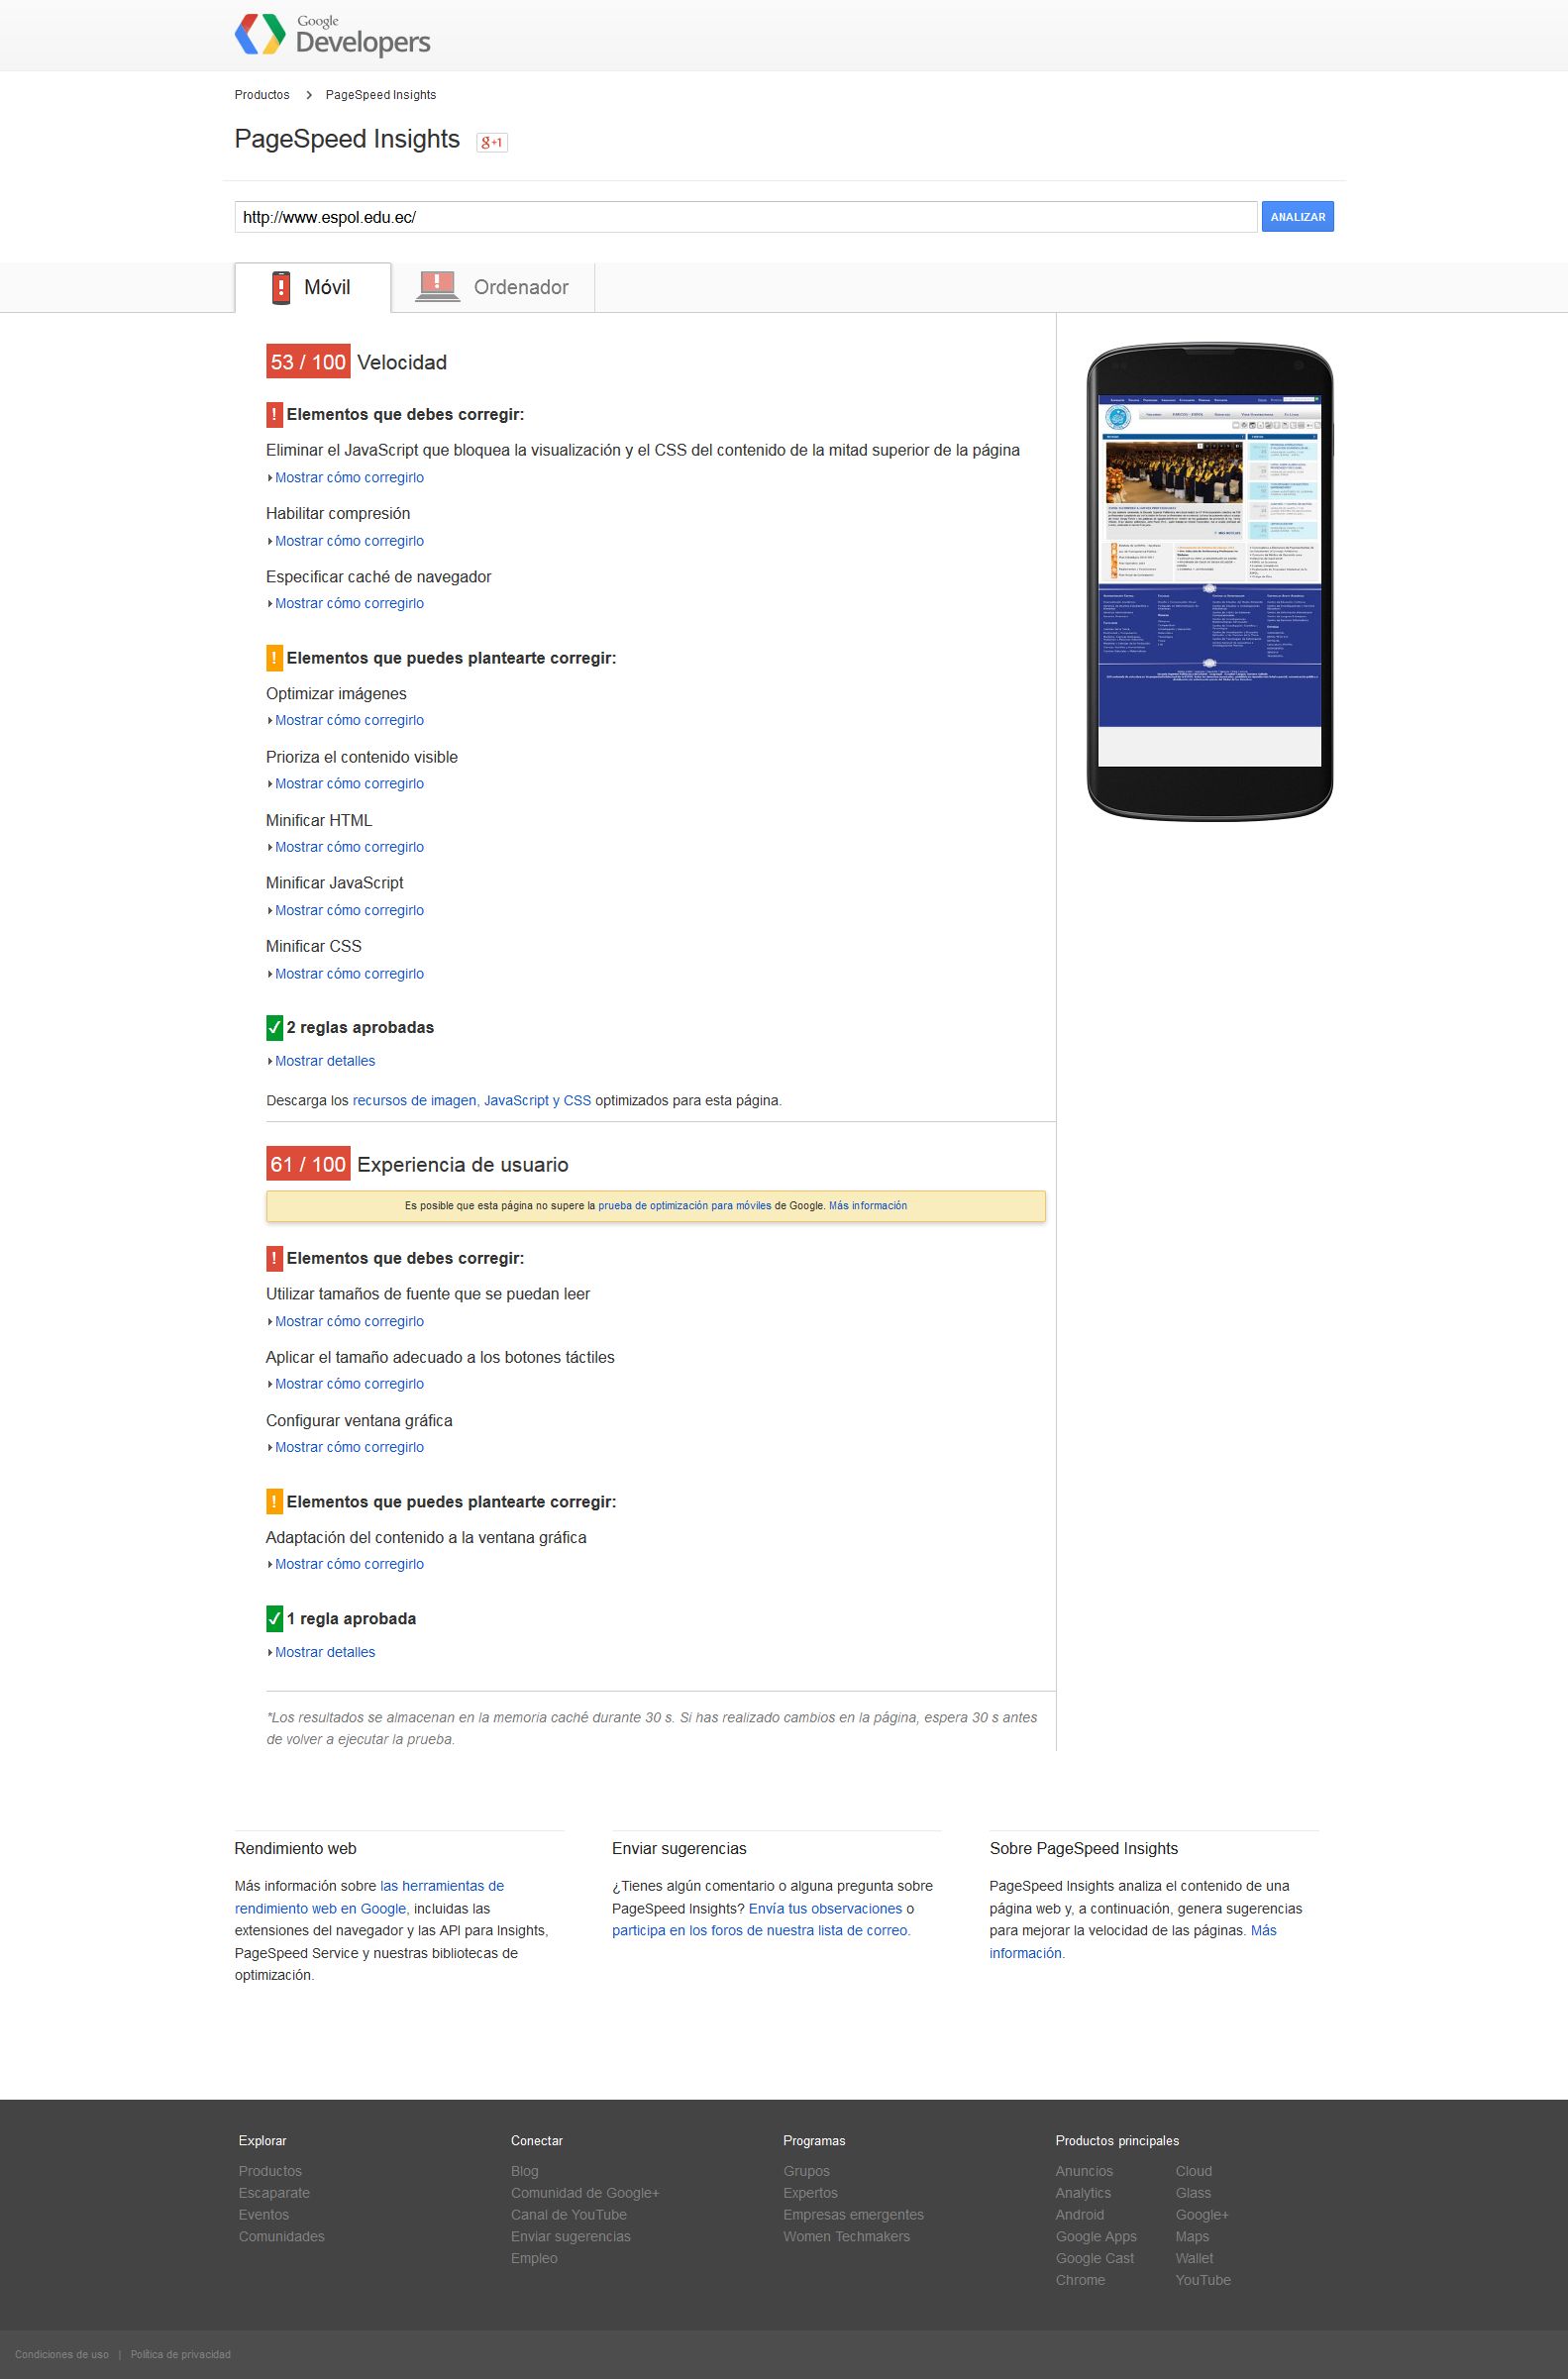 Google
Developers
Productos > PageSpeed Insights
PageSpeed Insights
g+1
http://www.espol.edu.ec/
ANALIZAR
Móvil
Ordenador
53 / 100 Velocidad
! Elementos que debes corregir:
Eliminar el JavaScript que bloquea la visualización y el CSS del contenido de la mitad superior de la página
Mostrar cómo corregirlo
Habilitar compresión
Mostrar cómo corregirlo
Especificar caché de navegador
Mostrar cómo corregirlo
! Elementos que puedes plantearte corregir:
Optimizar imágenes
Mostrar cómo corregirlo
Prioriza el contenido visible
Mostrar cómo corregirlo
Minificar HTML
Mostrar cómo corregirlo
Minificar JavaScript
Mostrar cómo corregirlo
Minificar CSS
Mostrar cómo corregirlo
2 reglas aprobadas
Mostrar detalles
Descarga los recursos de imagen, JavaScript y CSS optimizados para esta página.
61 / 100 Experiencia de usuario
Es posible que esta página no supere la prueba de optimización para móviles de Google. Más información
! Elementos que debes corregir:
Utilizar tamaños de fuente que se puedan leer
Mostrar cómo corregirlo
Aplicar el tamaño adecuado a los botones táctiles
Mostrar cómo corregirlo
Configurar ventana gráfica
Mostrar cómo corregirlo
! Elementos que puedes plantearte corregir:
Adaptación del contenido a la ventana gráfica
Mostrar cómo corregirlo
1 regla aprobada
Mostrar detalles
*Los resultados se almacenan en la memoria caché durante 30 s. Si has realizado cambios en la página, espera 30 s antes
de volver a ejecutar la prueba.
Rendimiento web
Más información sobre las herramientas de
rendimiento web en Google, incluidas las
extensiones del navegador y las API para Insights,
PageSpeed Service y nuestras bibliotecas de
optimización.
Enviar sugerencias
¿Tienes algún comentario o alguna pregunta sobre
PageSpeed Insights? Envía tus observaciones o
participa en los foros de nuestra lista de correo.
Sobre PageSpeed Insights
PageSpeed Insights analiza el contenido de una
página web y, a continuación, genera sugerencias
para mejorar la velocidad de las páginas. Más
información.
Explorar
Productos
Escaparate
Eventos
Comunidades
Conectar
Blog
Comunidad de Google+
Canal de YouTube
Enviar sugerencias
Empleo
Programas
Grupos
Expertos
Empresas emergentes
Women Techmakers
Productos principales
Anuncios
Analytics
Android
Google Apps
Google Cast
Chrome
Cloud
Glass
Google+
Maps
Wallet
YouTube
Condiciones de uso | Política de privacidad